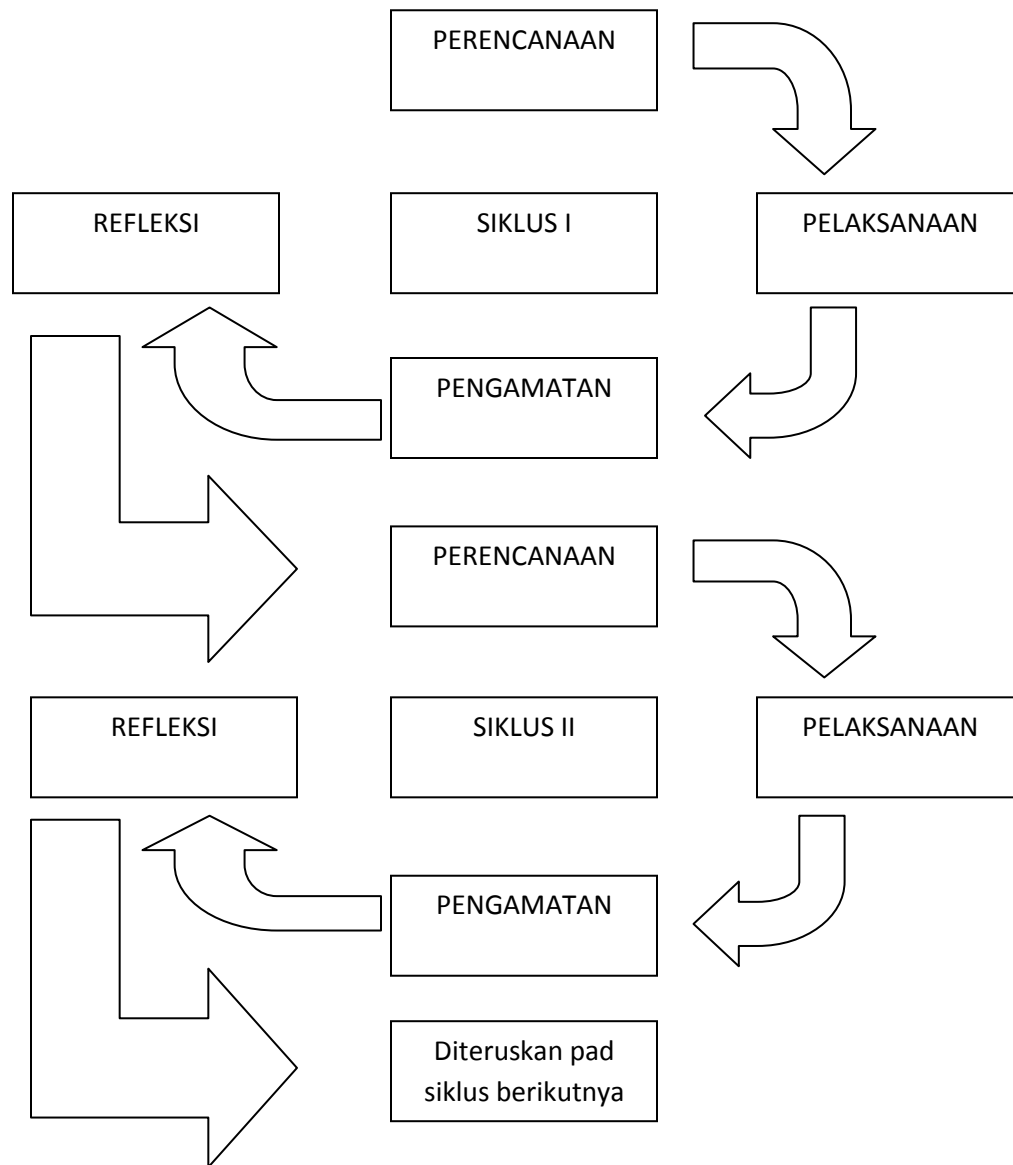 PERENCANAAN
REFLEKSI
SIKLUS I
PELAKSANAAN
PENGAMATAN
PERENCANAAN
REFLEKSI
SIKLUS II
PELAKSANAAN
PENGAMATAN
Diteruskan pad
siklus berikutnya